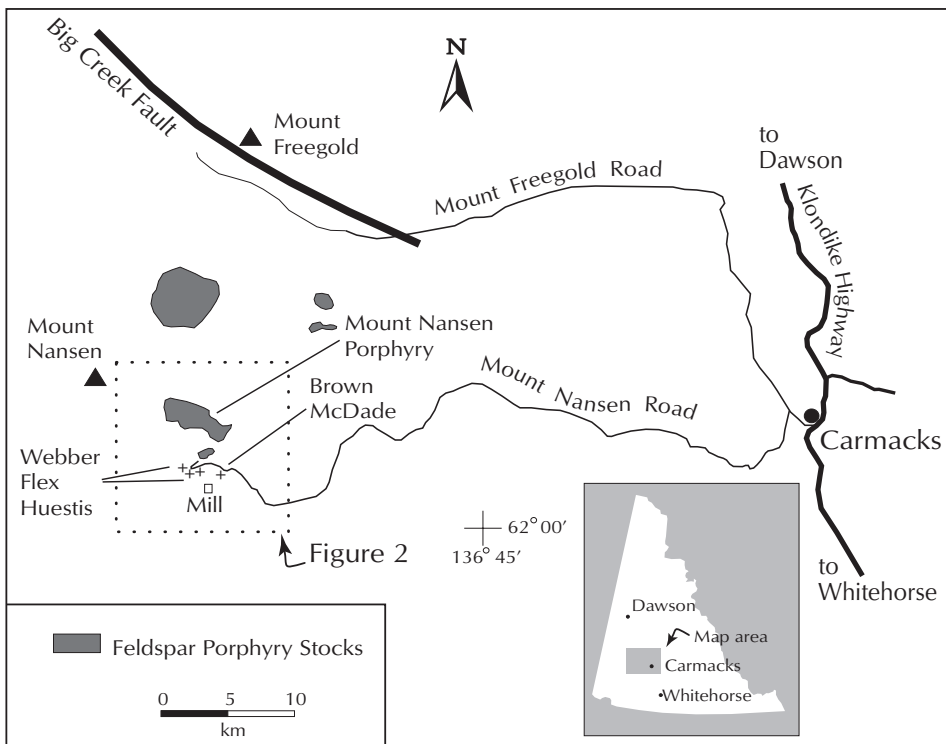 Big Creek Fault
Mount
Freegold
N
to
Dawson
Mount Freegold Road
Klondike Highway
Mount
Nansen
Mount Nansen
Porphyry
Brown
McDade
Mount Nansen Road
Carmacks
Webber
Flex
Huestis
Mill
Figure 2
62°00'
136°45'
to
Whitehorse
Dawson
Map area
Carmacks
Whitehorse
Feldspar Porphyry Stocks
0 5 10
km